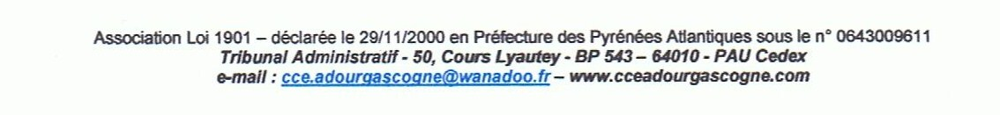 Association Loi 1901 – déclarée le 29/11/2000 en Préfecture des Pyrénées Atlantiques sous le n° 0643009611
Tribunal Administratif - 50, Cours Lyautey - BP 543 – 64010 - PAU Cedex
e-mail : cce.adourgascogne@wanadoo.fr – www.cceadourgascogne.com